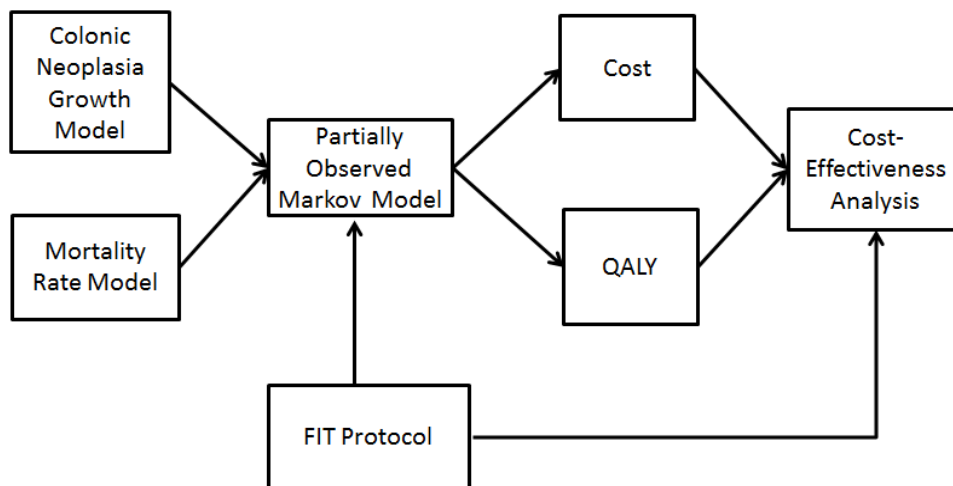 Colonic
Neoplasia
Growth
Model
Mortality
Rate Model
Partially
Observed
Markov Model
FIT Protocol
Cost
QALY
Cost-
Effectiveness
Analysis